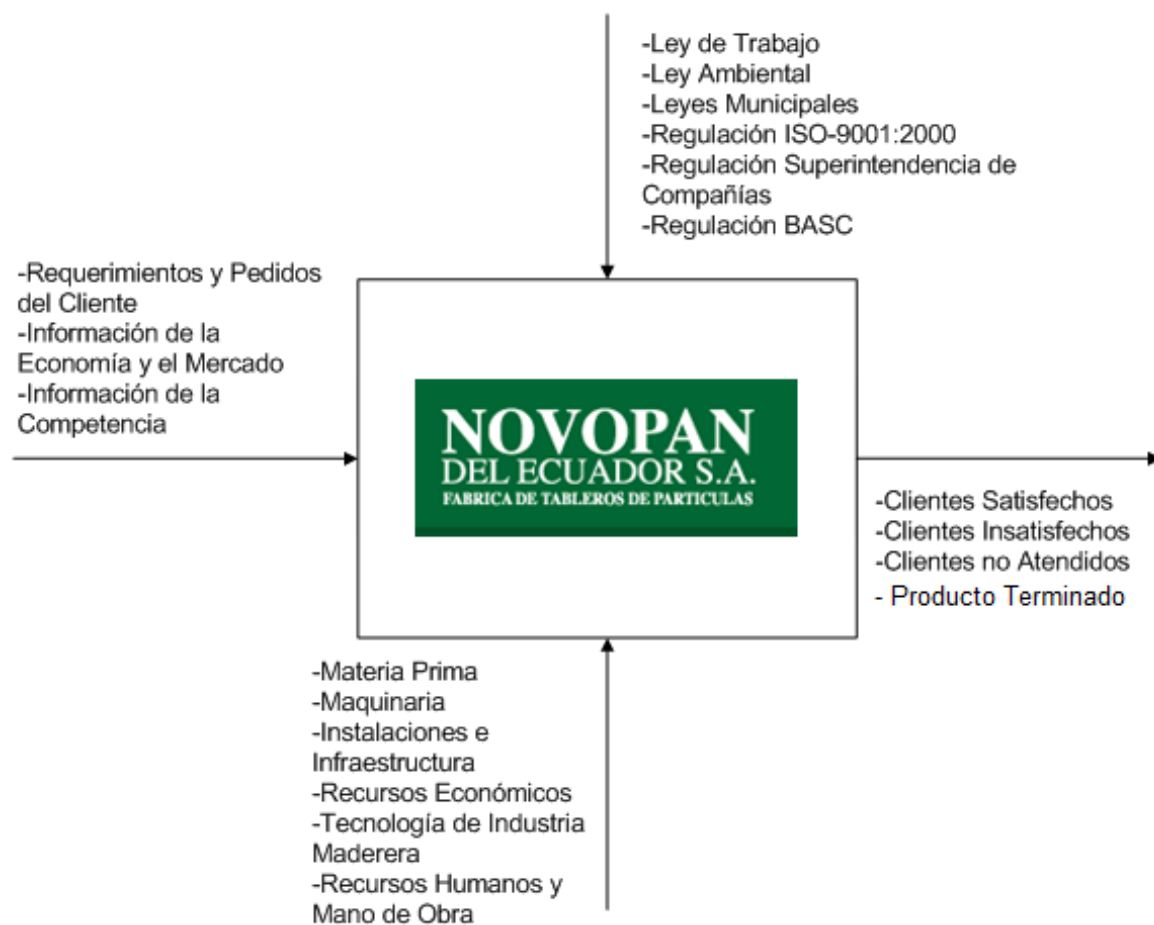 -Ley de Trabajo
-Ley Ambiental
-Leyes Municipales
-Regulación ISO-9001:2000
-Regulación Superintendencia de
Compañías
-Regulación BASC
-Requerimientos y Pedidos
del Cliente
-Información de la
Economía y el Mercado
-Información de la
Competencia
NOVOPAN
DEL ECUADOR S.A.
FABRICA DE TABLEROS DE PARTICULAS
-Clientes Satisfechos
-Clientes Insatisfechos
-Clientes no Atendidos
- Producto Terminado
-Materia Prima
-Maquinaria
-Instalaciones e
Infraestructura
-Recursos Económicos
-Tecnología de Industria
Maderera
-Recursos Humanos y
Mano de Obra